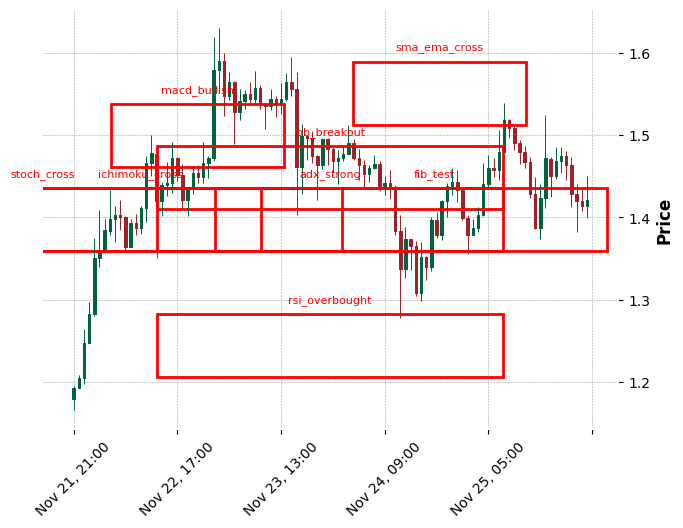 sma_ema_cross
1.6
macd_bullish
1.5
bb_breakout
stoch_cross
ichimoku_cross
adx_strong
fib_test
1.4
Price
rsi_overbought
1.3
1.2
Nov 21, 21:00
Nov 22, 17:00
Nov 23, 13:00
Nov 24, 09:00
Nov 25, 05:00